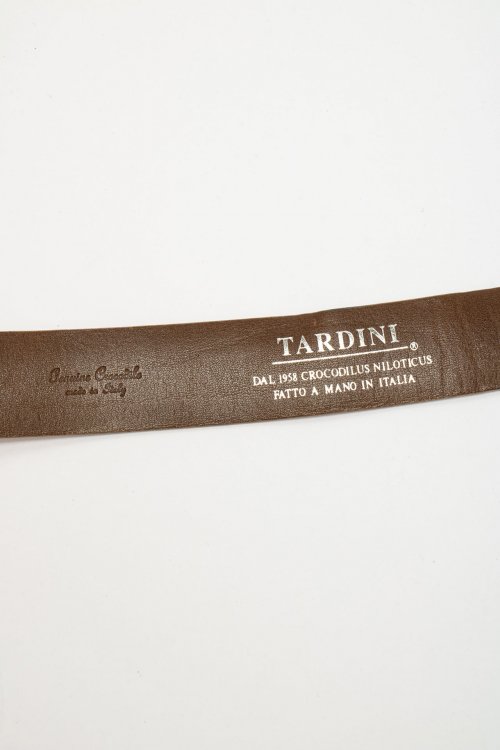 TARDINI ®
DAL 1958 CROCODILUS NILOTICUS
FATTO A MANO IN ITALIA
Genuine Crocodile
made in Italy